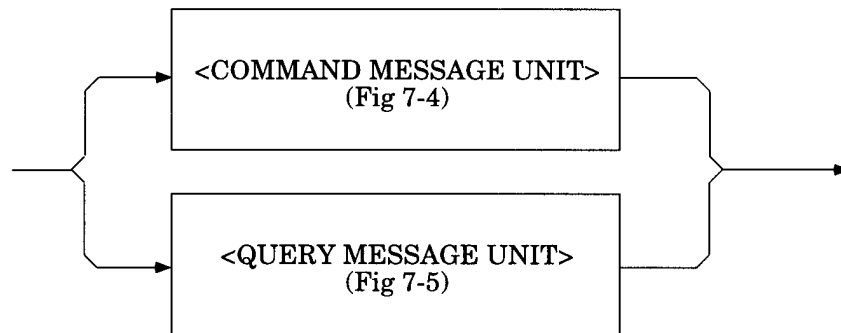 <COMMAND MESSAGE UNIT>
(Fig 7-4)
<QUERY MESSAGE UNIT>
(Fig 7-5)